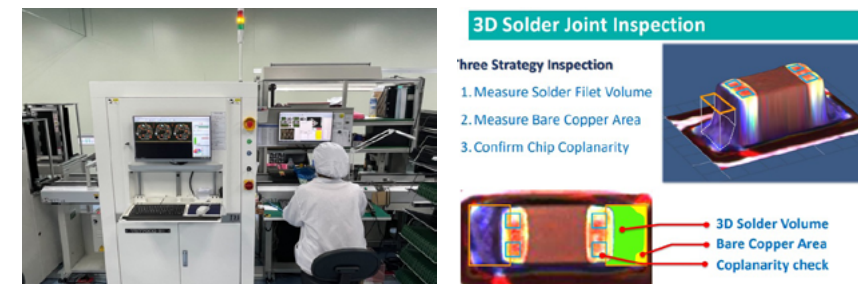 3D Solder Joint Inspection
Three Strategy Inspection
1. Measure Solder Filet Volume
2. Measure Bare Copper Area
3. Confirm Chip Coplanarity
3D Solder Volume
Bare Copper Area
Coplanarity check